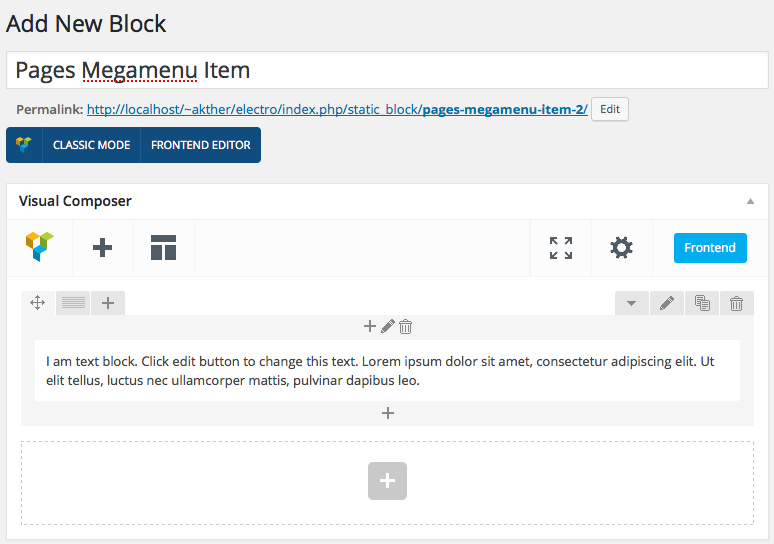 Add New Block
Pages Megamenu Item
Permalink: http://localhost/~akther/electro/index.php/static_block/pages-megamenu-item-2/ Edit
CLASSIC MODE FRONTEND EDITOR
Visual Composer
Frontend
I am text block. Click edit button to change this text. Lorem ipsum dolor sit amet, consectetur adipiscing elit. Ut
elit tellus, luctus nec ullamcorper mattis, pulvinar dapibus leo.